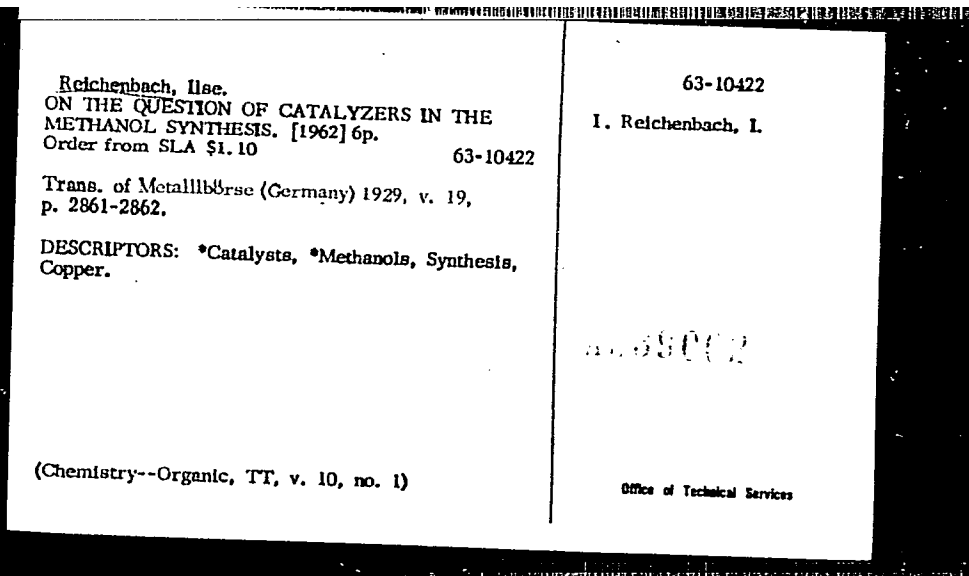 Reichenbach, Ilse.
ON THE QUESTION OF CATALYZERS IN THE
METHANOL SYNTHESIS. [1962] 6p.
Order from SLA $1.10 63-10422
Trans. of Metalllbörse (Germany) 1929, v. 19,
p. 2861-2862.
DESCRIPTORS: *Catalysts, *Methanols, Synthesis,
Copper.
(Chemistry--Organic, TT, v. 10, no. 1)
63-10422
I. Reichenbach, I.
Office of Technical Services